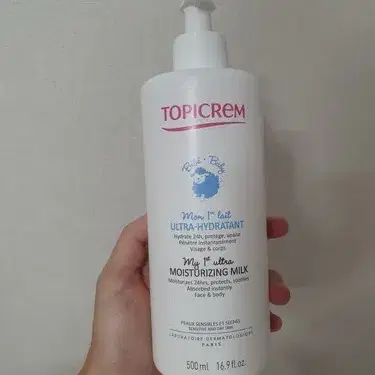 TOPICREM
Bébé • Baby
Mon 1er lait
ULTRA-HYDRATANT
Hydrate 24h, protège, apaise
Pénètre instantanément
Visage & corps
My 1st ultra
MOISTURIZING MILK
Moisturizes 24hrs, protects, soothes
Absorbed instantly
Face & body
PEAUX SENSIBLES ET SÈCHES
SENSITIVE AND DRY SKIN
LABORATOIRE DERMATOLOGIQUE
PARIS
500 ml 16.9 fl.oz.